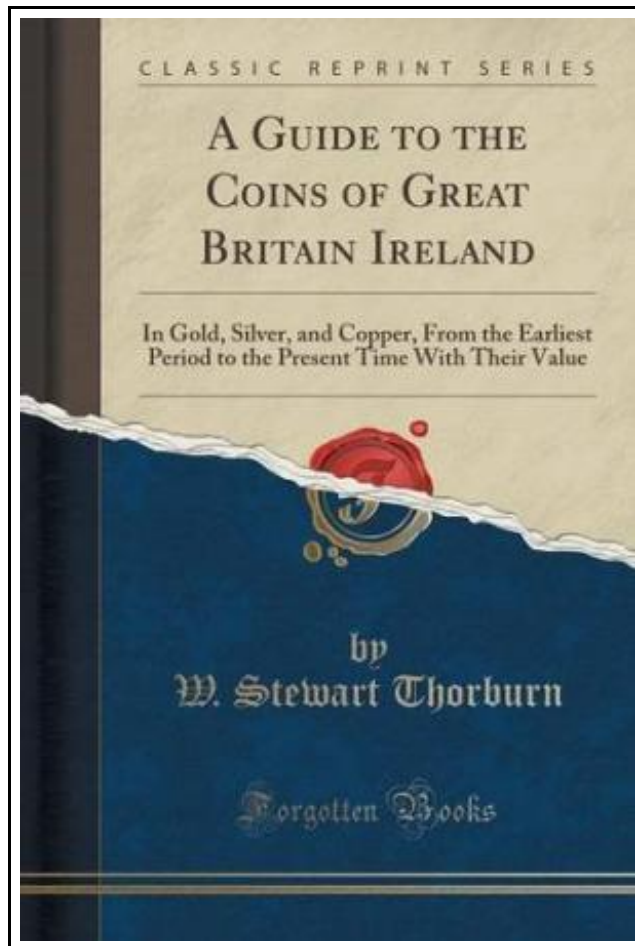 CLASSIC REPRINT SERIES
A GUIDE TO THE
COINS OF GREAT
BRITAIN IRELAND
In Gold, Silver, and Copper, From the Earliest
Period to the Present Time With Their Value
by
W. Stewart Thorburn
Forgotten Books